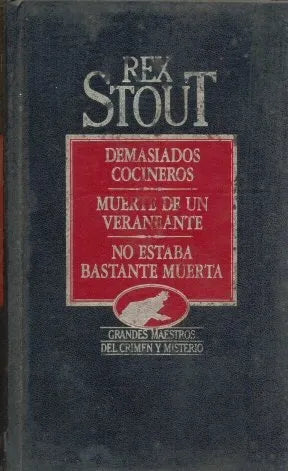 REX
STOUT
DEMASIADOS
COCINEROS
MUERTE DE UN
VERANEANTE
NO ESTABA
BASTANTE MUERTA
GRANDES MAESTROS
DEL CRIMEN Y MISTERIO